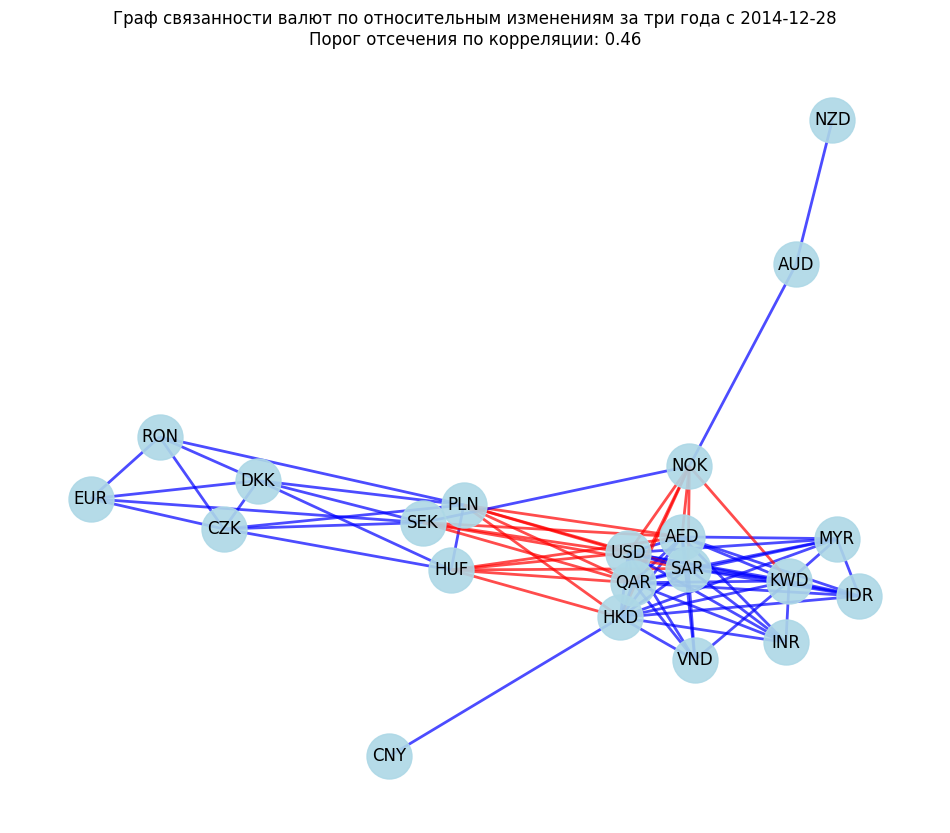 Граф связанности валют по относительным изменениям за три года с 2014-12-28
Порог отсечения по корреляции: 0.46
NZD
AUD
RON
NOK
DKK
EUR
PLN
SEK
CZK
AED
MYR
USD
HUF
SAR
QAR
KWD
IDR
HKD
INR
VND
CNY